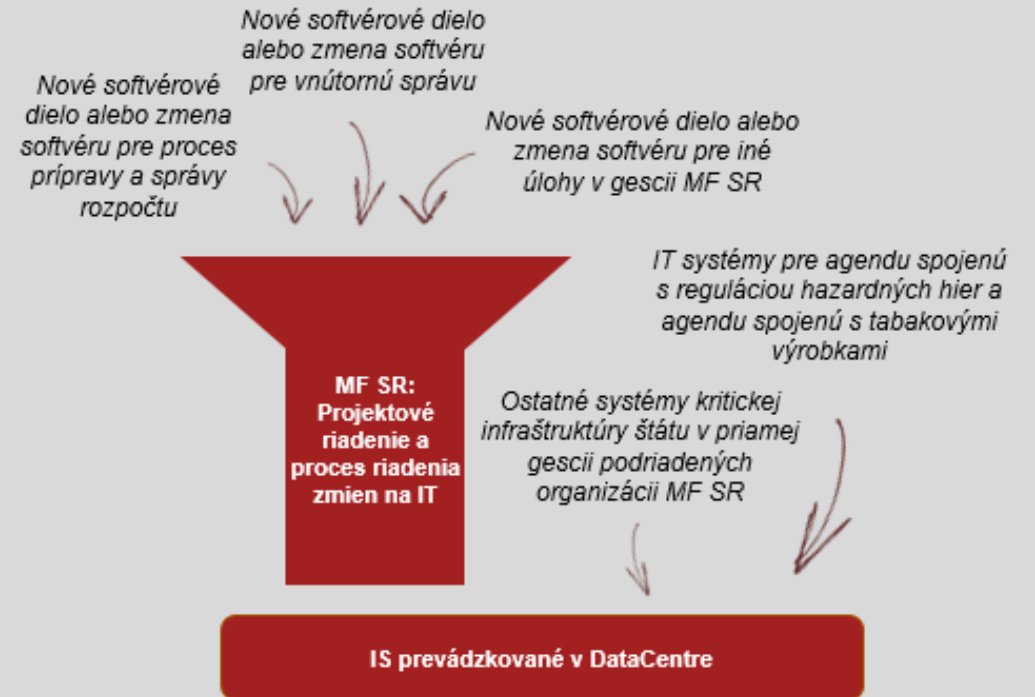 Nové softvérové dielo
alebo zmena softvéru
pre vnútornú správu
Nové softvérové
dielo alebo zmena
softvéru pre proces
prípravy a správy
rozpočtu
Nové softvérové dielo alebo
zmena softvéru pre iné
úlohy v gescii MF SR
IT systémy pre agendu spojenú
s reguláciou hazardných hier a
agendu spojenú s tabakovými
výrobkami
MF SR:
Projektové
riadenie a
proces riadenia
zmien na IT
Ostatné systémy kritickej
infraštruktúry štátu v priamej
gescii podriadených
organizácii MF SR
IS prevádzkované v DataCentre